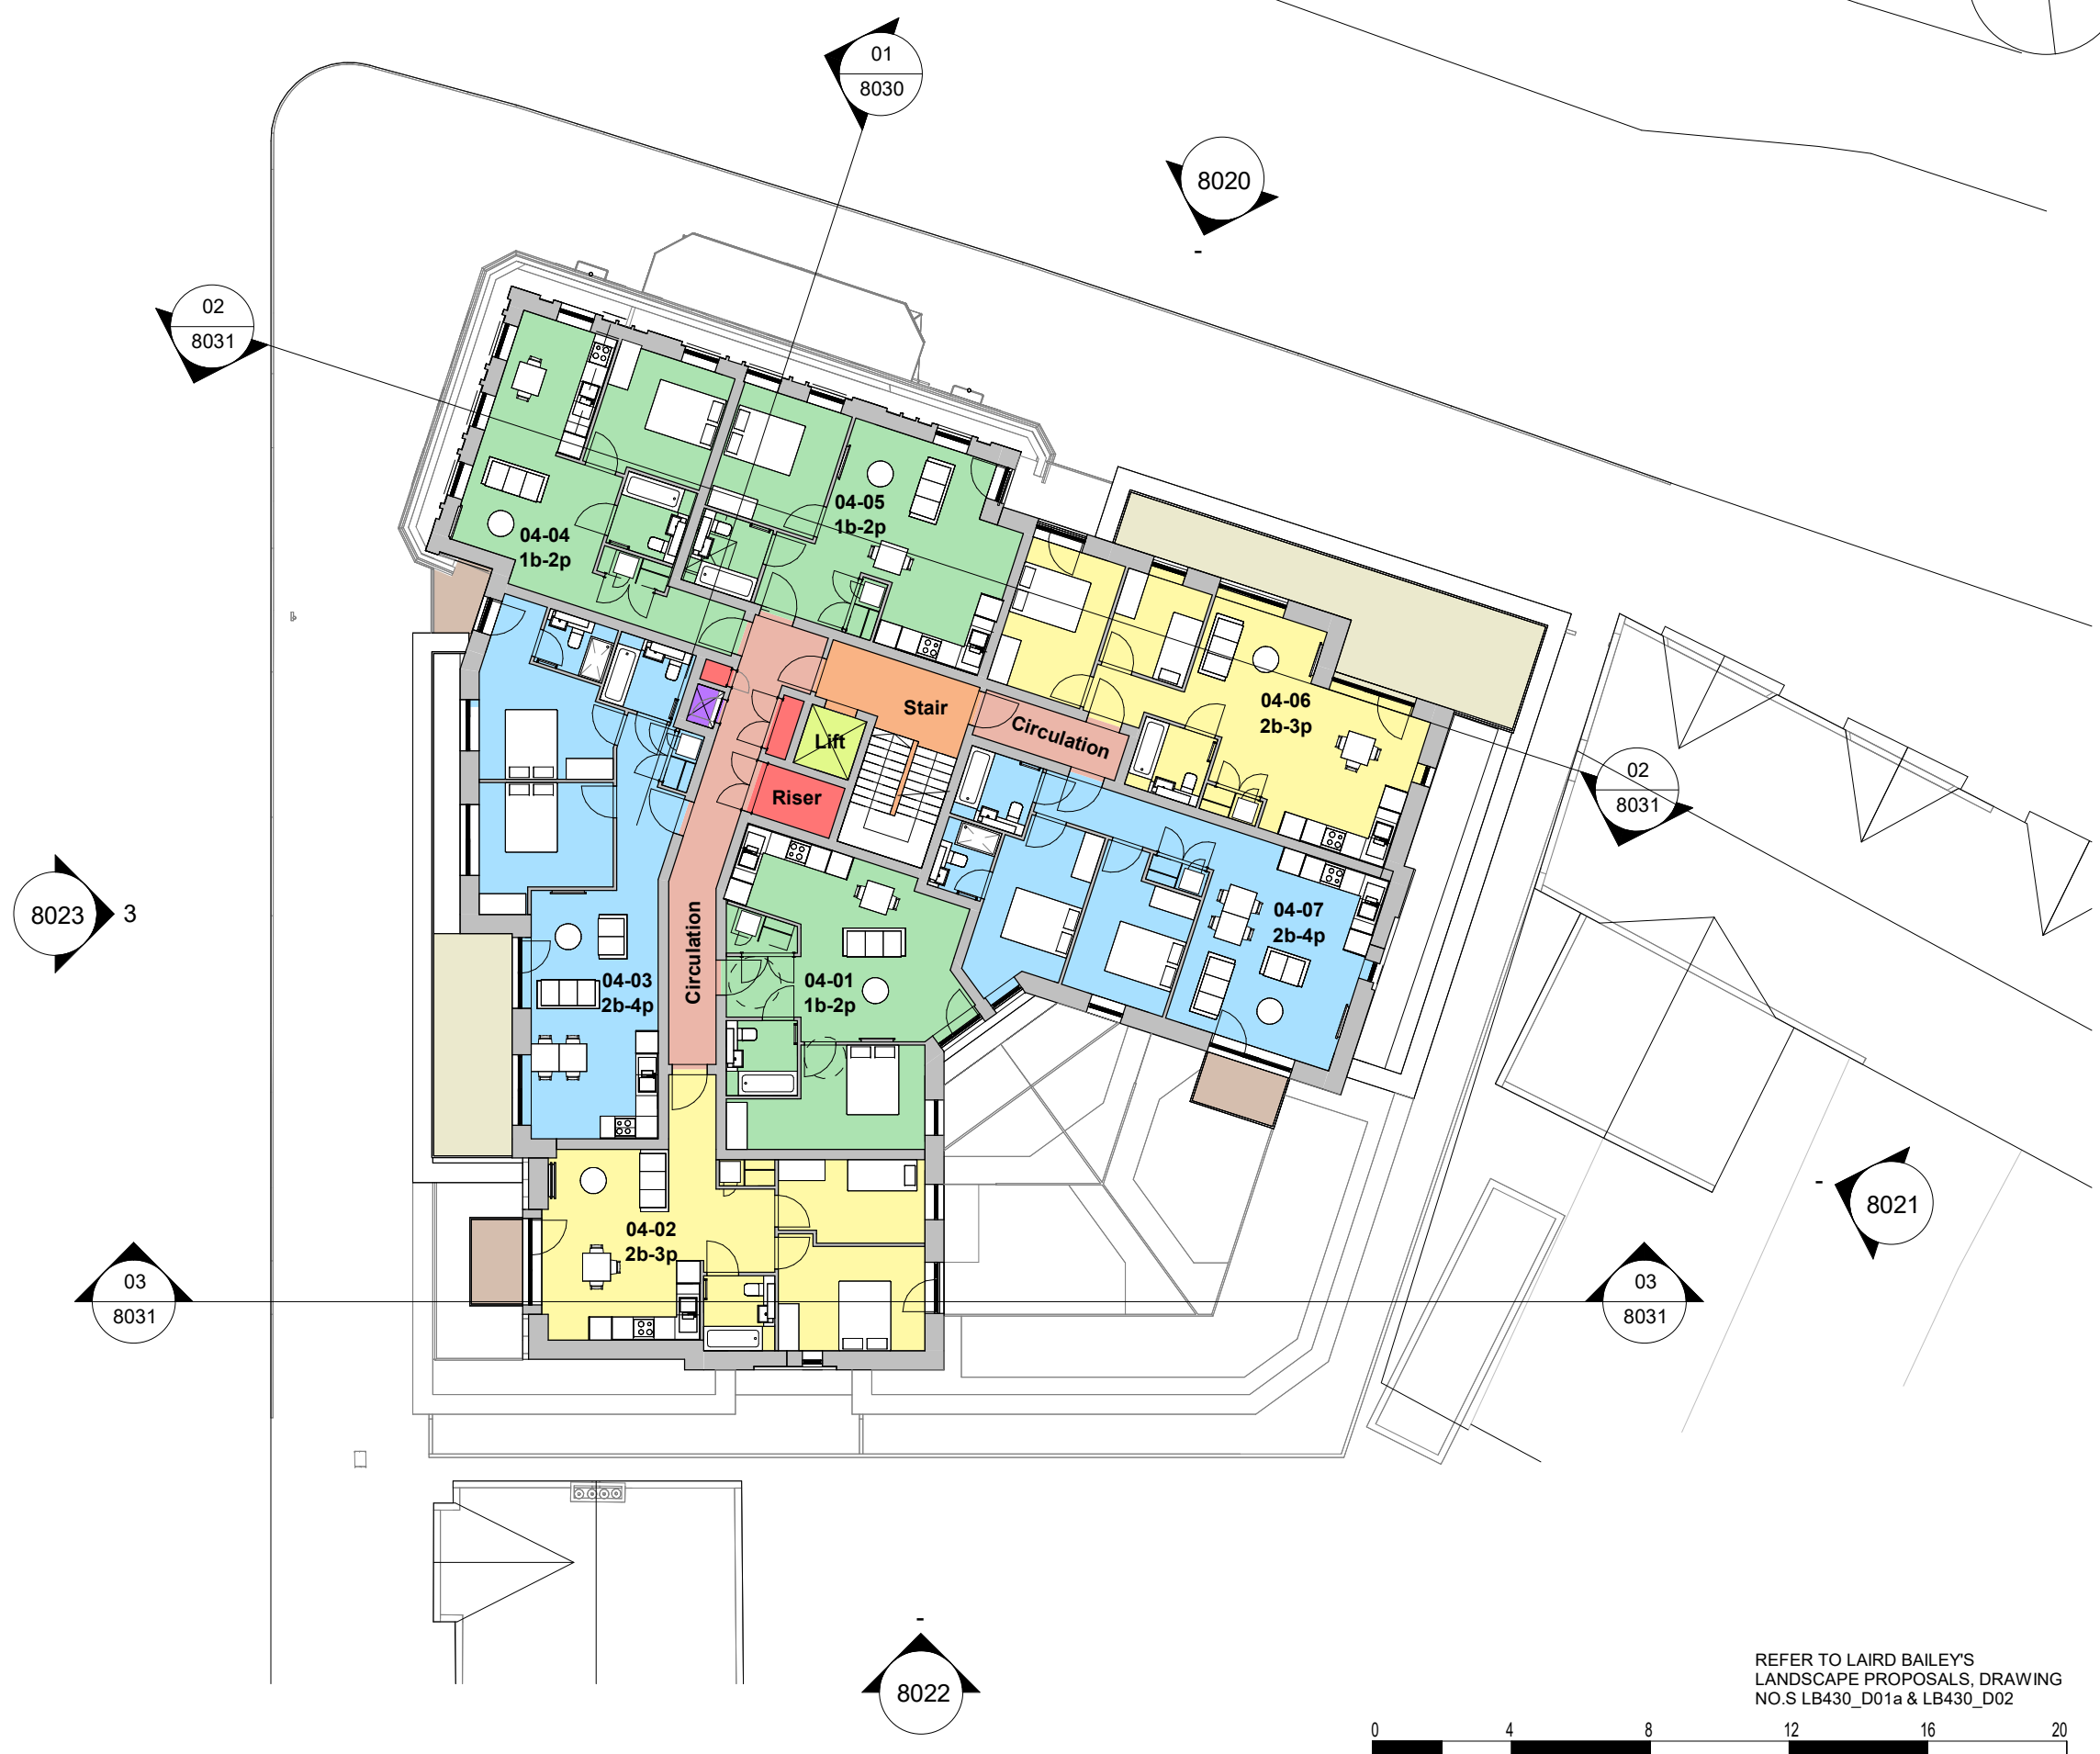 01
8030
8020
-
02
8031
04-05
1b-2p
04-04
1b-2p
Stair
Circulation
04-06
2b-3p
Lift
Riser
02
8031
8023
3
Circulation
04-03
2b-4p
04-01
1b-2p
04-07
2b-4p
-
8021
04-02
2b-3p
03
8031
03
8031
-
8022
REFER TO LAIRD BAILEY'S
LANDSCAPE PROPOSALS, DRAWING
NO.S LB430_D01a & LB430_D02
0 4 8 12 16 20